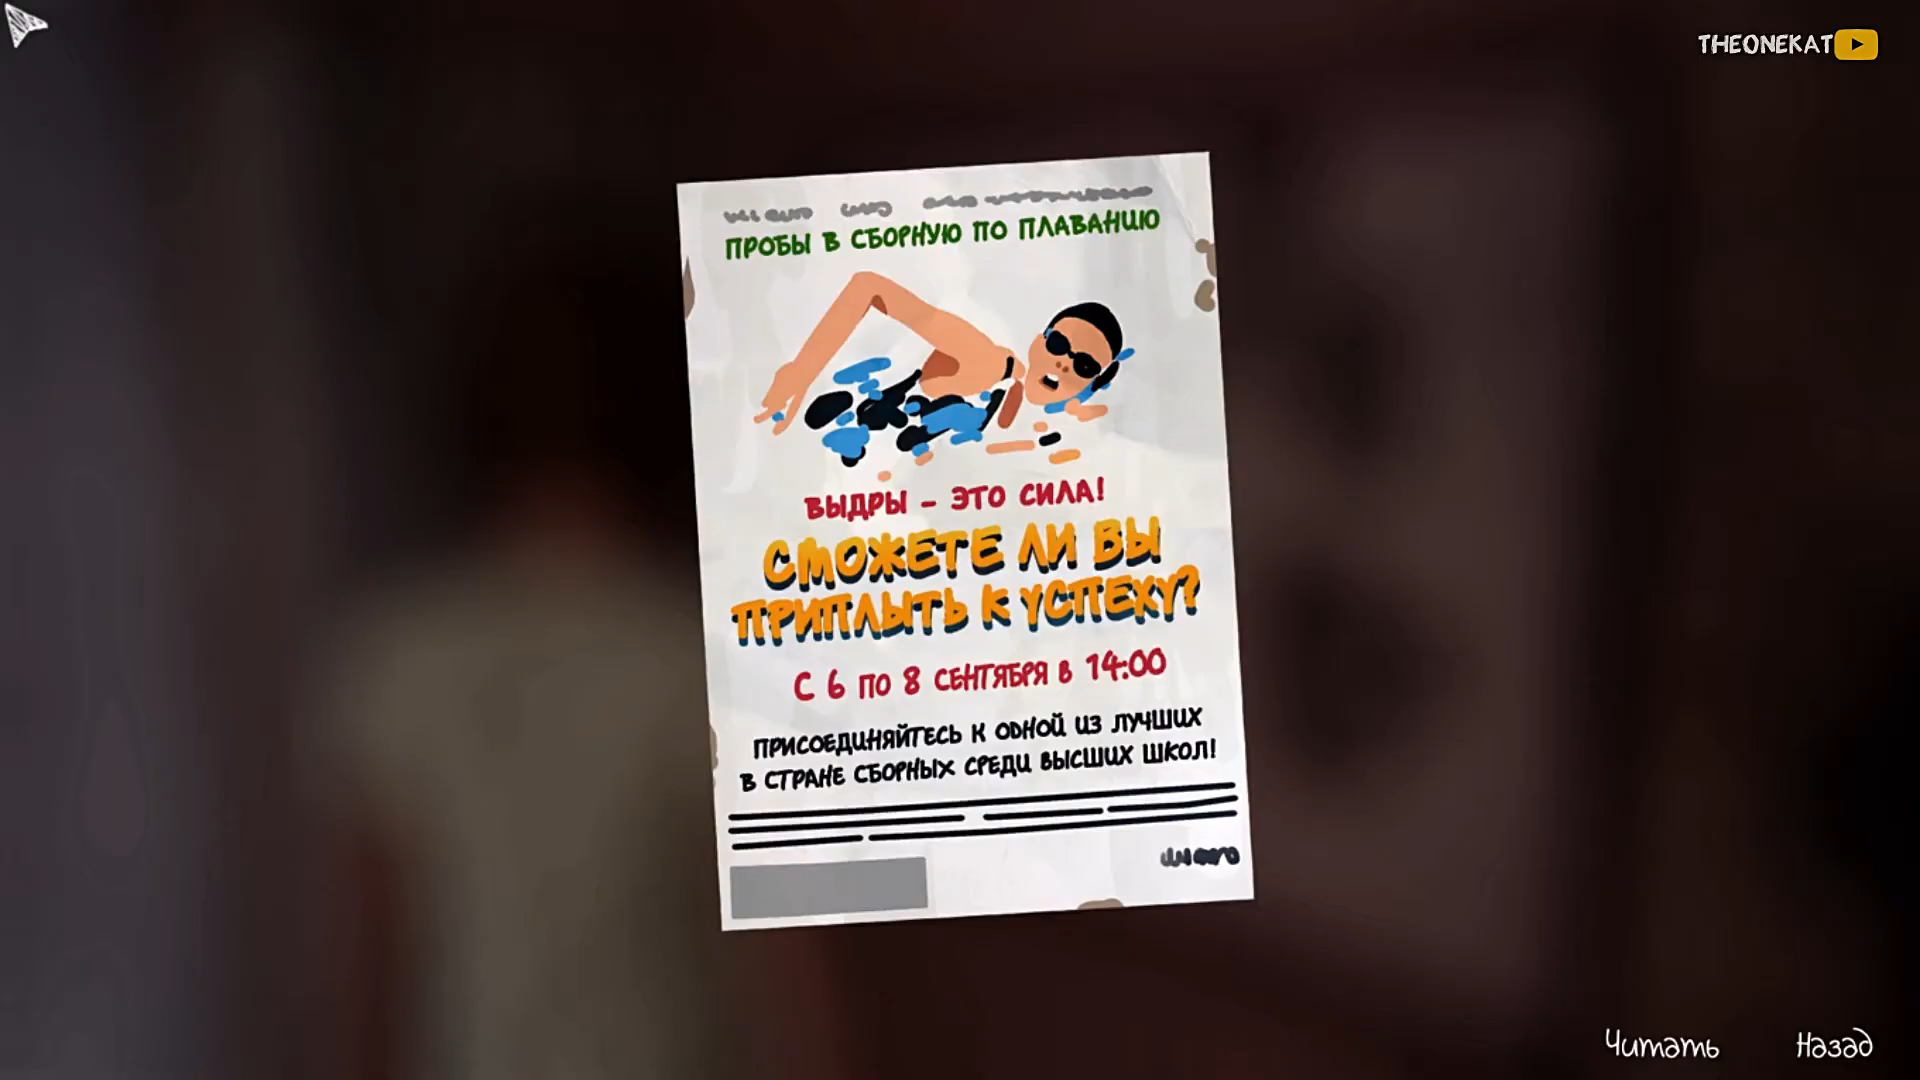 THEONEKAT
ПРОБЫ В СБОРНУЮ ПО ПЛАВАНИЮ
ВЫДРЫ - ЭТО СИЛА!
СМОЖЕТЕ ЛИ ВЫ
ПРИПЛЫТЬ К УСПЕХУ?
С 6 ПО 8 СЕНТЯБРЯ В 14:00
ПРИСОЕДИНЯЙТЕСЬ К ОДНОЙ ИЗ ЛУЧШИХ
В СТРАНЕ СБОРНЫХ СРЕДИ ВЫСШИХ ШКОЛ!
Читать Назад